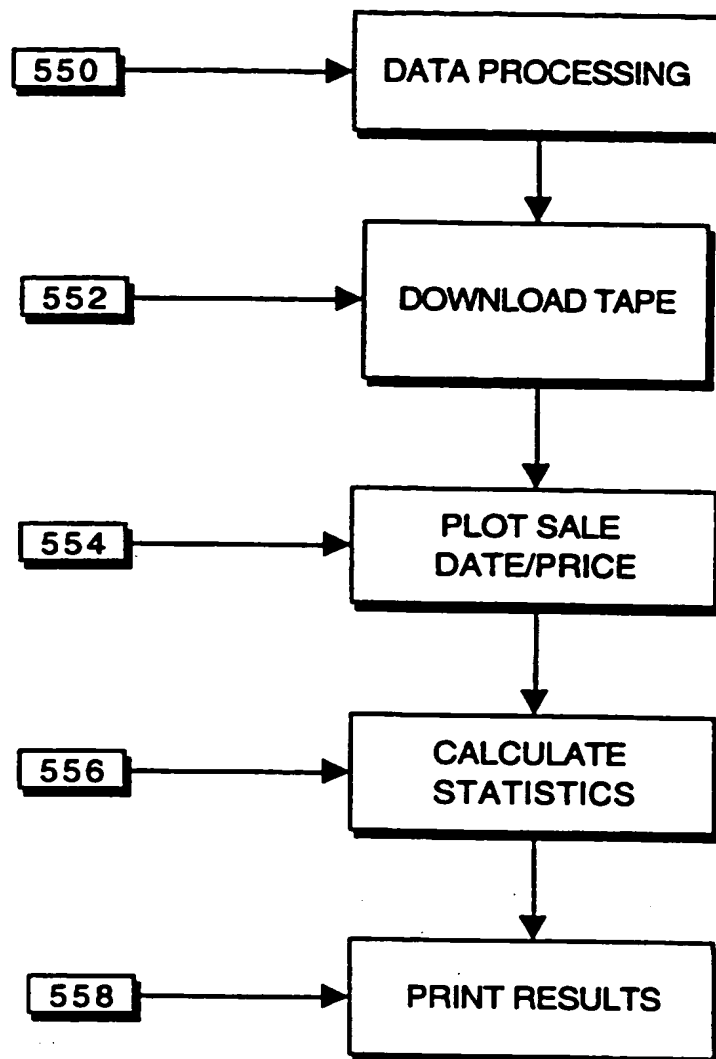 550
DATA PROCESSING
552
DOWNLOAD TAPE
554
PLOT SALE
DATE/PRICE
556
CALCULATE
STATISTICS
558
PRINT RESULTS